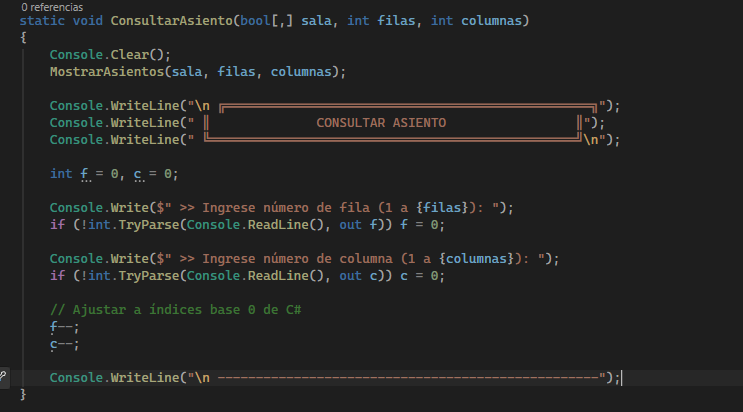 0 referencias
static void ConsultarAsiento(bool[,] sala, int filas, int columnas)
{
Console.Clear();
MostrarAsientos(sala, filas, columnas);
Console.WriteLine("\n ╔════════════════════════════════════════════════╗");
Console.WriteLine(" ║              CONSULTAR ASIENTO                 ║");
Console.WriteLine(" ╚════════════════════════════════════════════════╝\n");
int f = 0, c = 0;
Console.Write($" >> Ingrese número de fila (1 a {filas}): ");
if (!int.TryParse(Console.ReadLine(), out f)) f = 0;
Console.Write($" >> Ingrese número de columna (1 a {columnas}): ");
if (!int.TryParse(Console.ReadLine(), out c)) c = 0;
// Ajustar a índices base 0 de C#
f--;
c--;
Console.WriteLine("\n --------------------------------------------------");
}